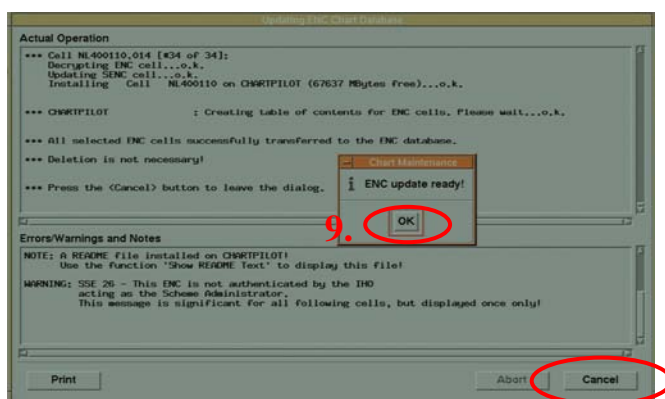 Updating ENC Chart Database
Actual Operation
*** Cell NL400110.014 [#34 of 34]:
Decrypting ENC cell...o.k.
Updating SENC cell...o.k.
Installing Cell NL400110 on CHARTPILOT (67637 MBytes free)...o.k.
*** CHARTPILOT : Creating table of contents for ENC cells. Please wait...o.k.
*** All selected ENC cells successfully transferred to the ENC database.
*** Deletion is not necessary!
*** Press the <Cancel> button to leave the dialog.
Chart Maintenance
ENC update ready!
9.
OK
Errors/Warnings and Notes
NOTE: A README file installed on CHARTPILOT!
Use the function 'Show README Text' to display this file!
WARNING: SSE 26 - This ENC is not authenticated by the IHO
acting as the Scheme Administrator.
This message is significant for all following cells, but displayed once only!
Print
Abort
Cancel